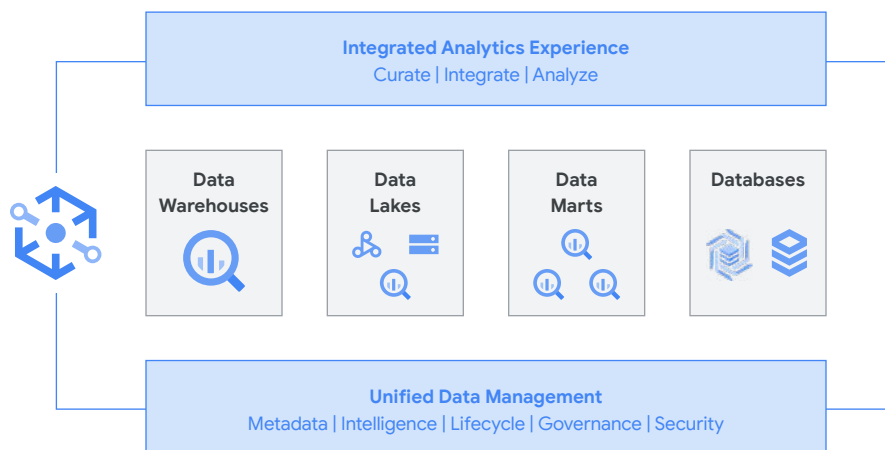 Integrated Analytics Experience
Curate | Integrate | Analyze
Data
Warehouses
Data
Lakes
Data
Marts
Databases
Unified Data Management
Metadata | Intelligence | Lifecycle | Governance | Security